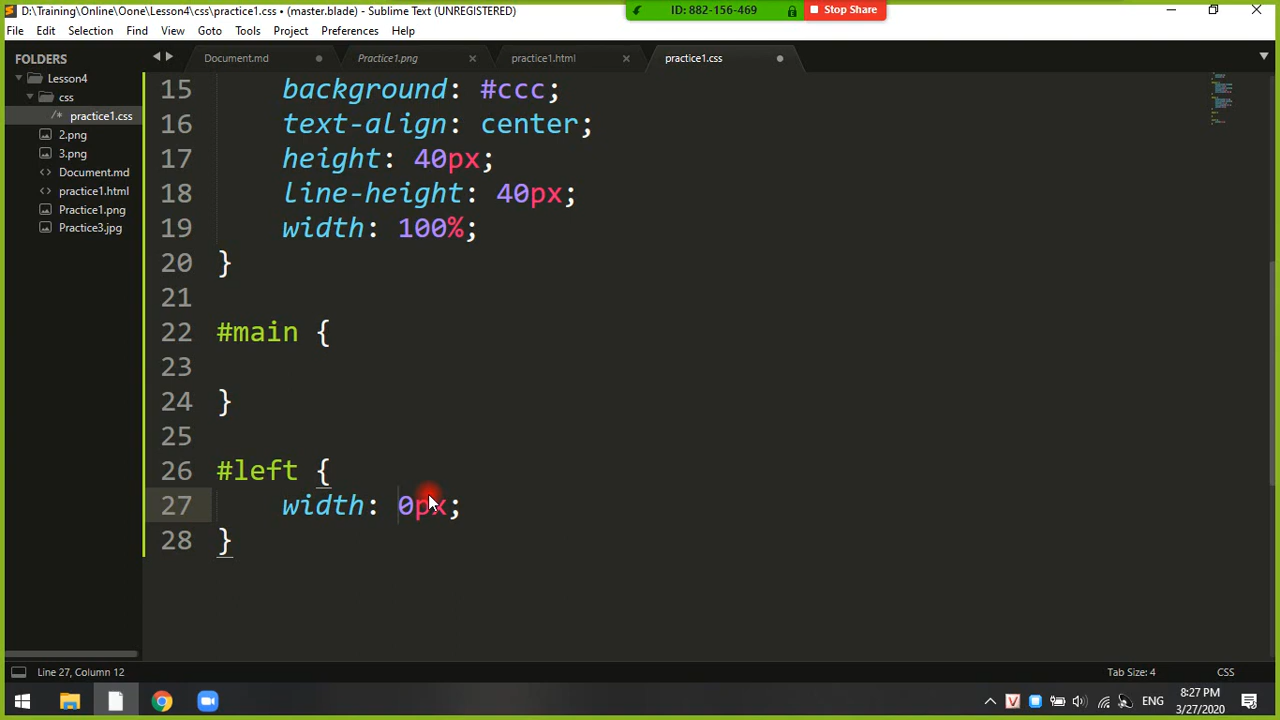 D:\Training\Online\Oone\Lesson4\css\practice1.css • (master.blade) - Sublime Text (UNREGISTERED)
ID: 882-156-469
Stop Share
File Edit Selection Find View Goto Tools Project Preferences Help
FOLDERS
Lesson4
css
/* practice1.css
2.png
3.png
<> Document.md
<> practice1.html
Practice1.png
Practice3.jpg
Document.md
Practice1.png
practice1.html
practice1.css
15 background: #ccc;
16 text-align: center;
17 height: 40px;
18 line-height: 40px;
19 width: 100%;
20 }
21
22 #main {
23
24 }
25
26 #left {
27 width: 0px;
28 }
Line 27, Column 12
Tab Size: 4
CSS
ENG
8:27 PM
3/27/2020